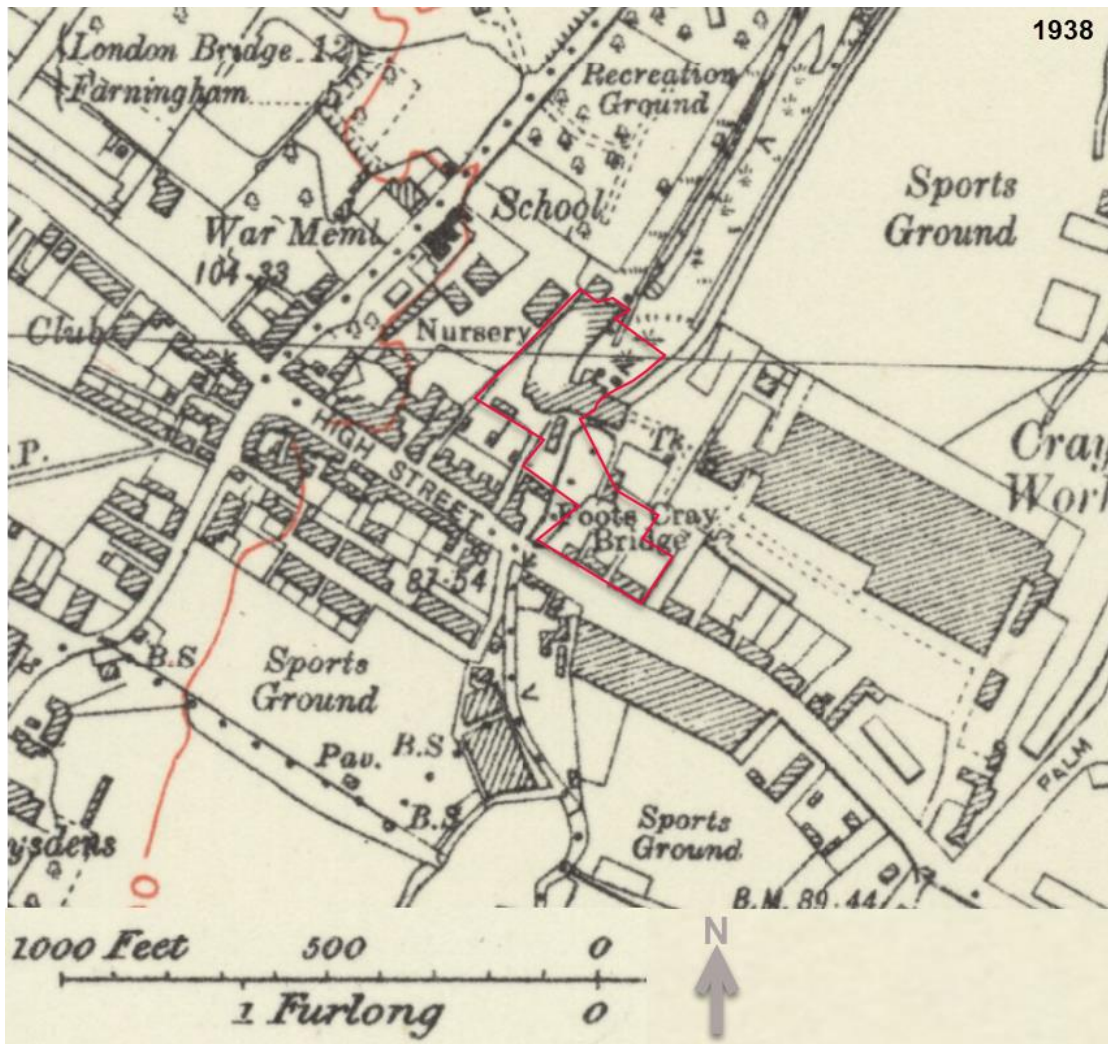 1938
London Bridge 12
Farningham
Recreation
Ground
Sports
Ground
School
War Meml.
104·33
Club
Nursery
HIGH STREET
Tk.
Cray
Work
.P.
Foots Cray
Bridge
87·54
B.S
Sports
Ground
Pav.
B.S
B.S
Sports
Ground
PALM
ysdens
B.M. 89·44
1000 Feet 500 0
1 Furlong 0
N